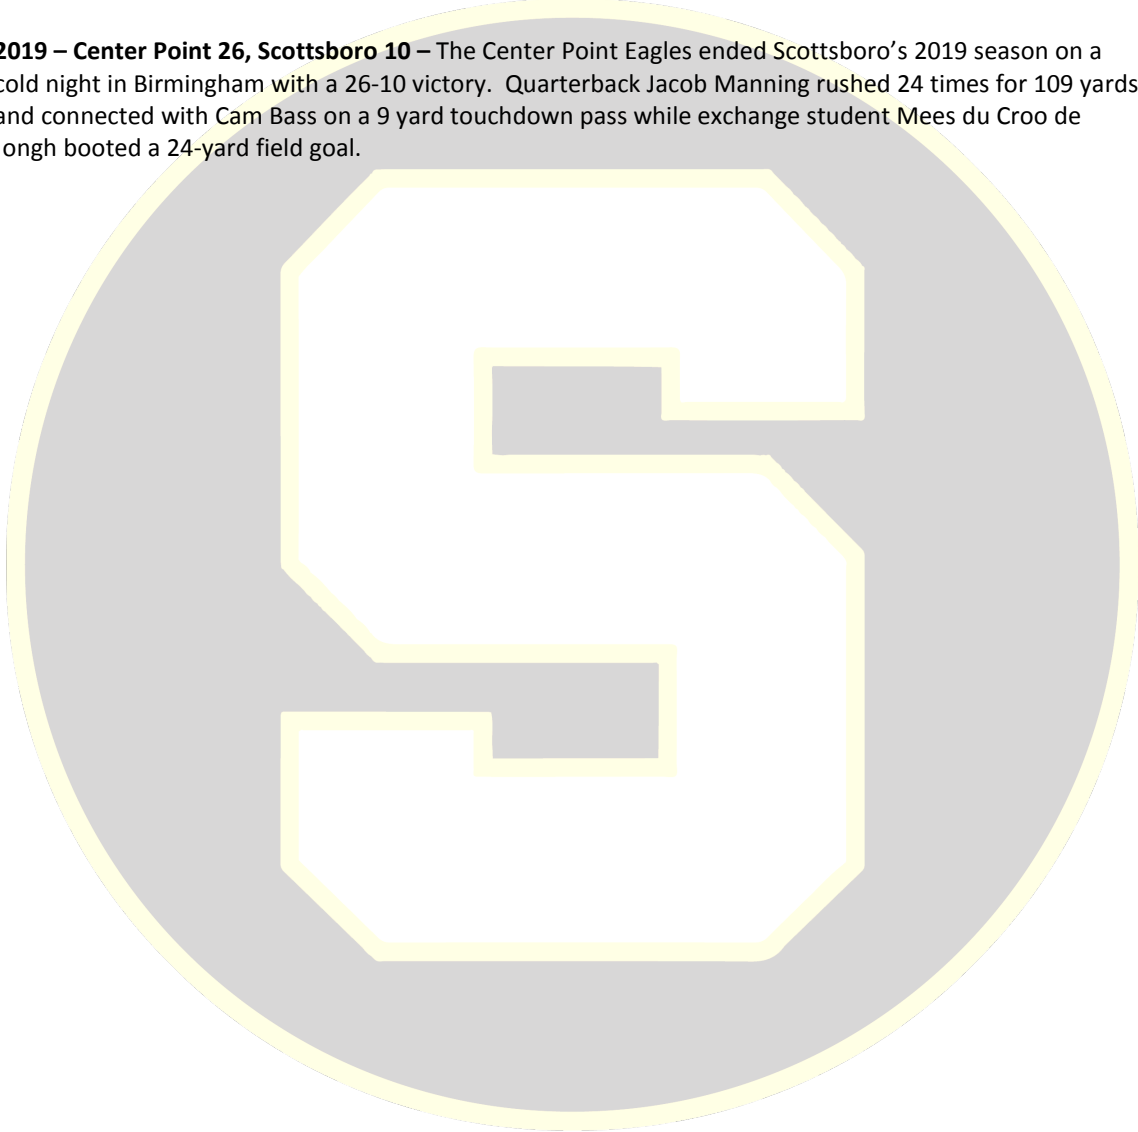 2019 – Center Point 26, Scottsboro 10 – The Center Point Eagles ended Scottsboro’s 2019 season on a
cold night in Birmingham with a 26-10 victory.  Quarterback Jacob Manning rushed 24 times for 109 yards
and connected with Cam Bass on a 9 yard touchdown pass while exchange student Mees du Croo de
ongh booted a 24-yard field goal.
S